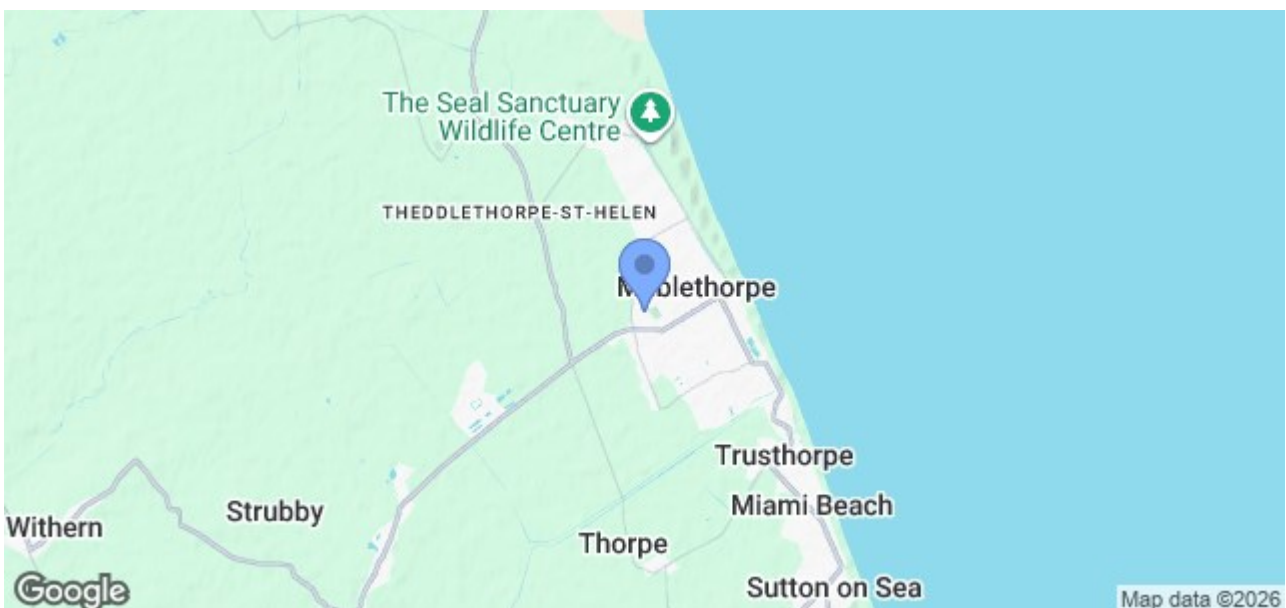 The Seal Sanctuary
Wildlife Centre
THEDDLETHORPE-ST-HELEN
Mablethorpe
Trusthorpe
Miami Beach
Strubby
Withern
Thorpe
Sutton on Sea
Google
Map data ©2026